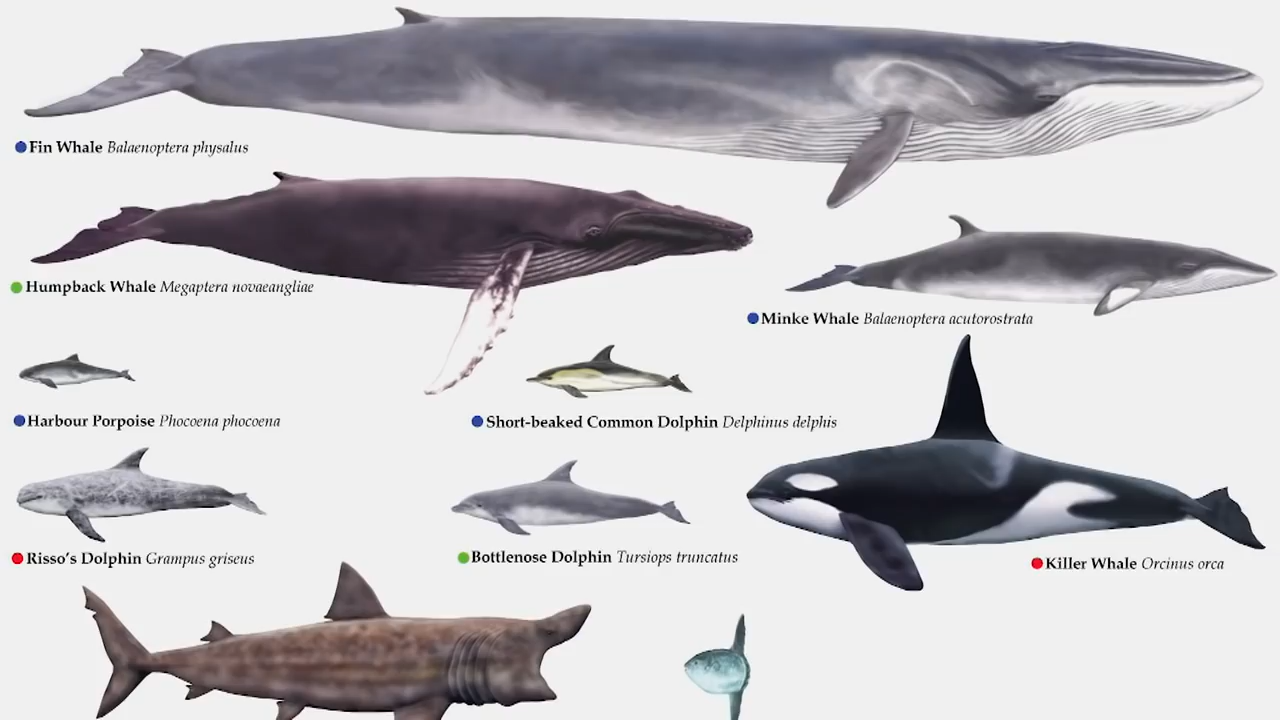 Fin Whale Balaenoptera physalus
Humpback Whale Megaptera novaeangliae
Minke Whale Balaenoptera acutorostrata
Harbour Porpoise Phocoena phocoena
Short-beaked Common Dolphin Delphinus delphis
Risso's Dolphin Grampus griseus
Bottlenose Dolphin Tursiops truncatus
Killer Whale Orcinus orca